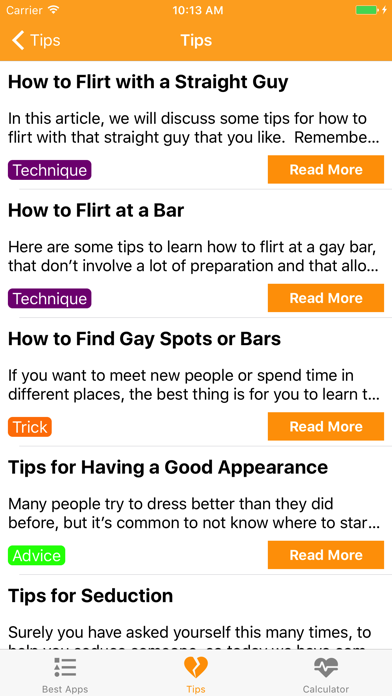 Carrier 10:13 AM
Tips Tips
How to Flirt with a Straight Guy
In this article, we will discuss some tips for how to
flirt with that straight guy that you like.  Remembe...
Technique Read More
How to Flirt at a Bar
Here are some tips to learn how to flirt at a gay bar,
that don't involve a lot of preparation and that allo...
Technique Read More
How to Find Gay Spots or Bars
If you want to meet new people or spend time in
different places, the best thing is for you to learn t...
Trick Read More
Tips for Having a Good Appearance
Many people try to dress better than they did
before, but it's common to not know where to star...
Advice Read More
Tips for Seduction
Surely you have asked yourself this many times, to
Best Apps Tips Calculator